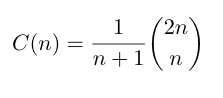 C(n) = \frac{1}{n+1} \binom{2n}{n}